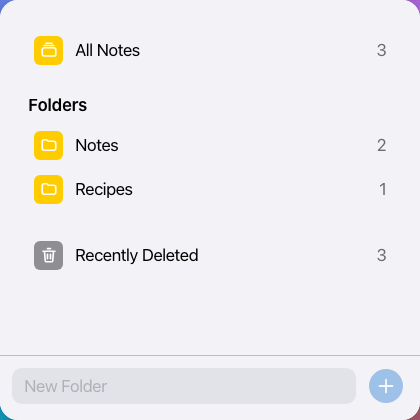 All Notes 3
Folders
Notes 2
Recipes 1
Recently Deleted 3
New Folder